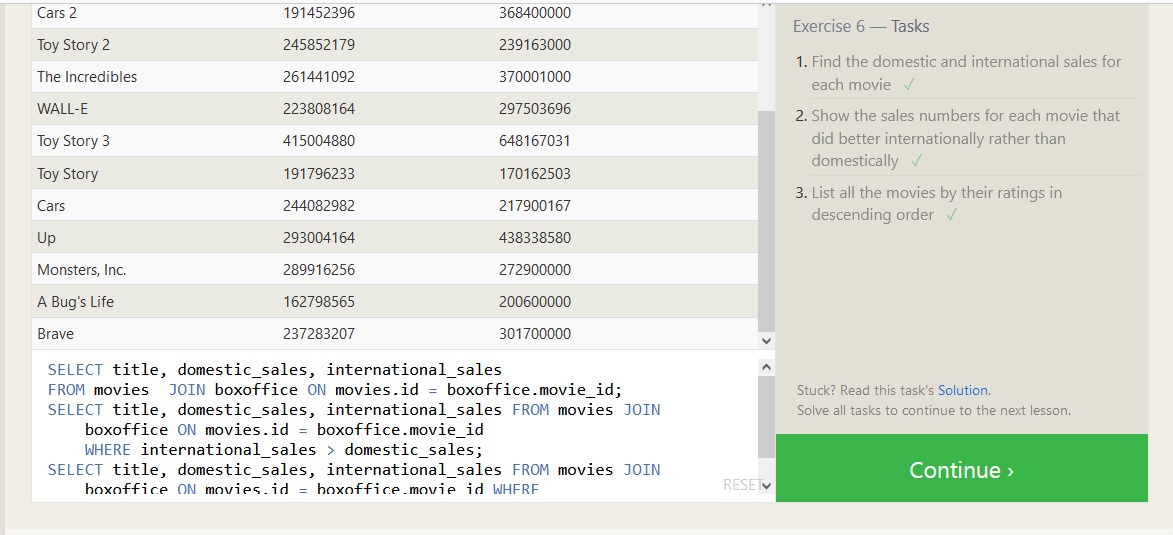 Cars 2 191452396 368400000
Toy Story 2 245852179 239163000
The Incredibles 261441092 370001000
WALL-E 223808164 297503696
Toy Story 3 415004880 648167031
Toy Story 191796233 170162503
Cars 244082982 217900167
Up 293004164 438338580
Monsters, Inc. 289916256 272900000
A Bug's Life 162798565 200600000
Brave 237283207 301700000
SELECT title, domestic_sales, international_sales
FROM movies  JOIN boxoffice ON movies.id = boxoffice.movie_id;
SELECT title, domestic_sales, international_sales FROM movies JOIN
boxoffice ON movies.id = boxoffice.movie_id
WHERE international_sales > domestic_sales;
SELECT title, domestic_sales, international_sales FROM movies JOIN
boxoffice ON movies.id = boxoffice.movie_id WHERE
RESET
Exercise 6 — Tasks
1. Find the domestic and international sales for
each movie ✓
2. Show the sales numbers for each movie that
did better internationally rather than
domestically ✓
3. List all the movies by their ratings in
descending order ✓
Stuck? Read this task's Solution.
Solve all tasks to continue to the next lesson.
Continue ›